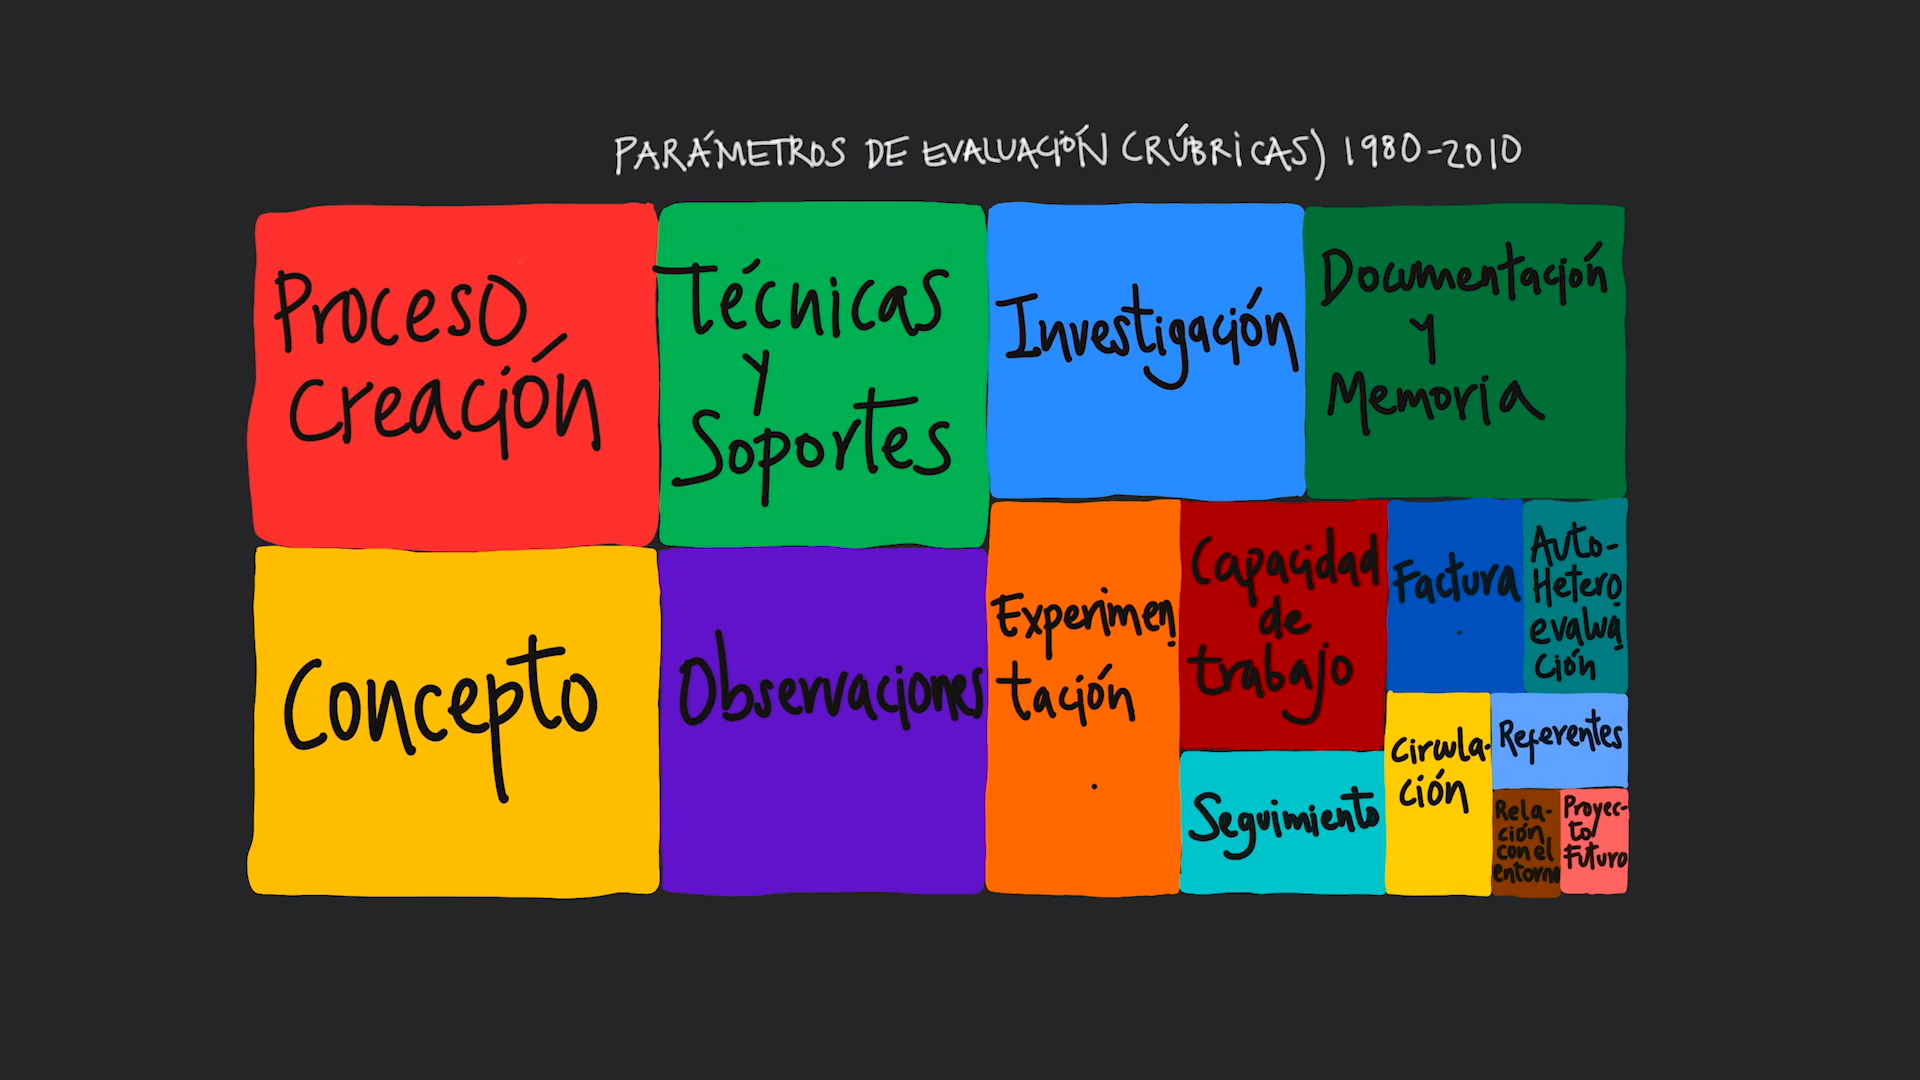 PARÁMETROS DE EVALUACIÓN (RÚBRICAS) 1980-2010
Proceso
creación
Técnicas
y
Soportes
Investigación
Documentación
y
Memoria
Concepto
Observaciones
Experimen
tación
Capacidad
de
trabajo
Seguimiento
Factura
Auto-
Hetero
evalua
ción
Circula-
ción
Referentes
Rela-
ción
con el
entorno
Proyec-
to
Futuro